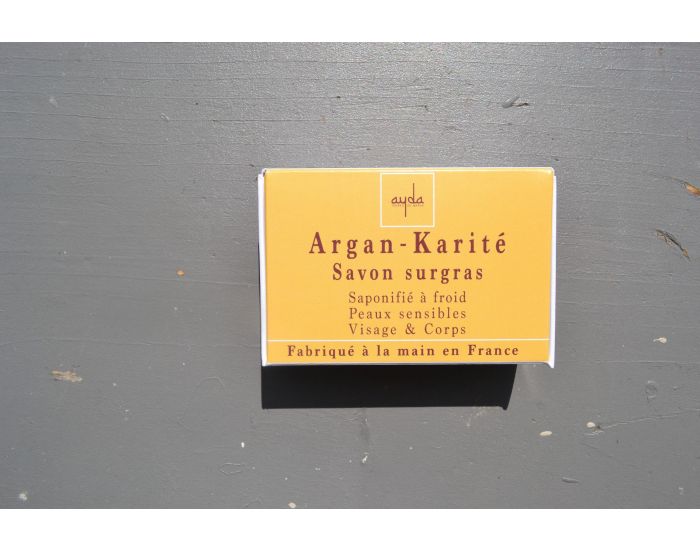 ayda
Argan-Karité
Savon surgras
Saponifié à froid
Peaux sensibles
Visage & Corps
Fabriqué à la main en France